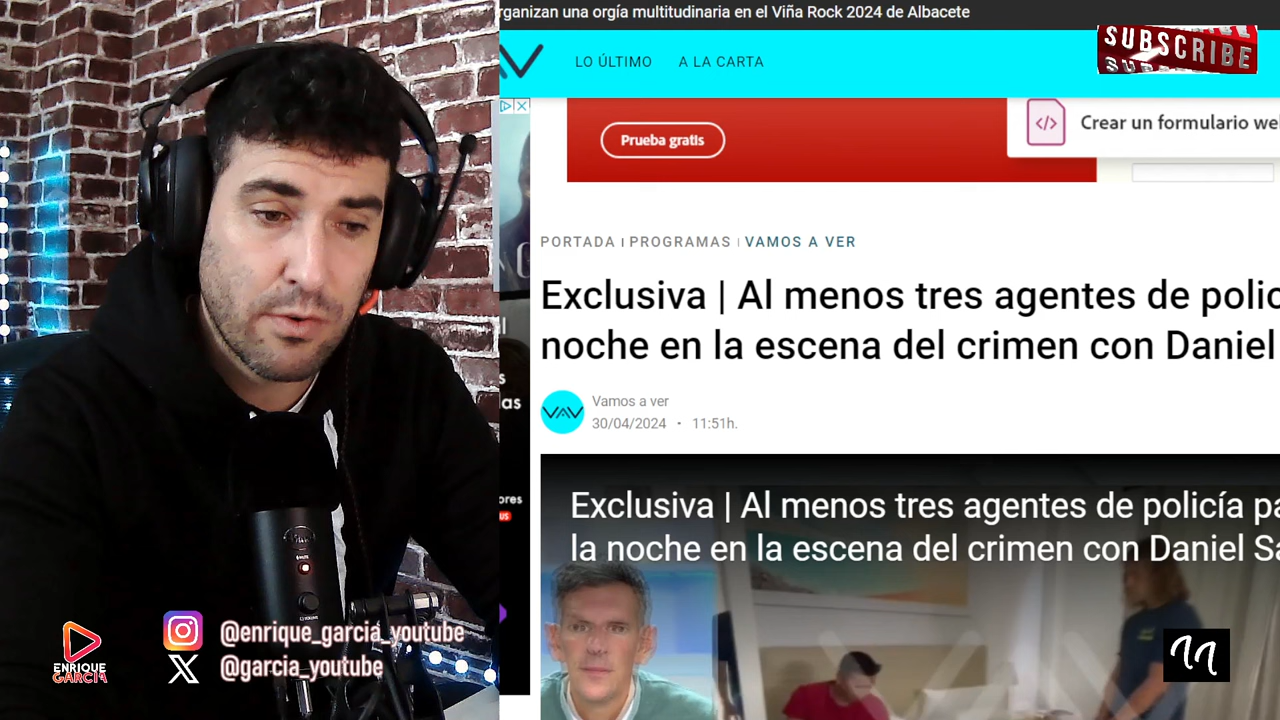 rganizan una orgía multitudinaria en el Viña Rock 2024 de Albacete
SUBSCRIBE
LO ÚLTIMO
A LA CARTA
Prueba gratis
Crear un formulario we
PORTADA | PROGRAMAS | VAMOS A VER
Exclusiva | Al menos tres agentes de polic
noche en la escena del crimen con Daniel
VAV
Vamos a ver
30/04/2024 · 11:51h.
Exclusiva | Al menos tres agentes de policía pa
la noche en la escena del crimen con Daniel Sa
as
ores
ENRIQUE
GARCIA
@enrique_garcia_youtube
@garcia_youtube